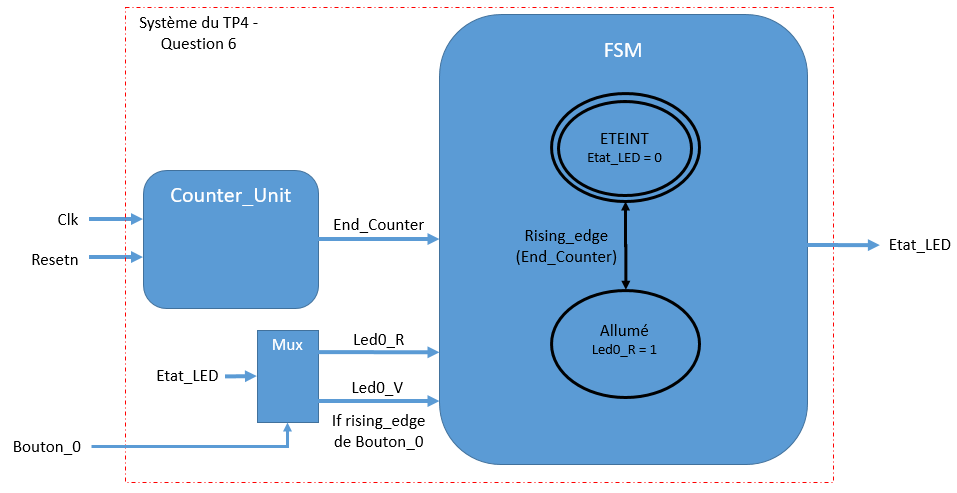 Système du TP4 -
Question 6
FSM
ETEINT
Etat_LED = 0
Counter_Unit
Clk
Resetn
End_Counter
Rising_edge
(End_Counter)
Etat_LED
Allumé
Led0_R = 1
Mux
Led0_R
Etat_LED
Led0_V
If rising_edge
de Bouton_0
Bouton_0